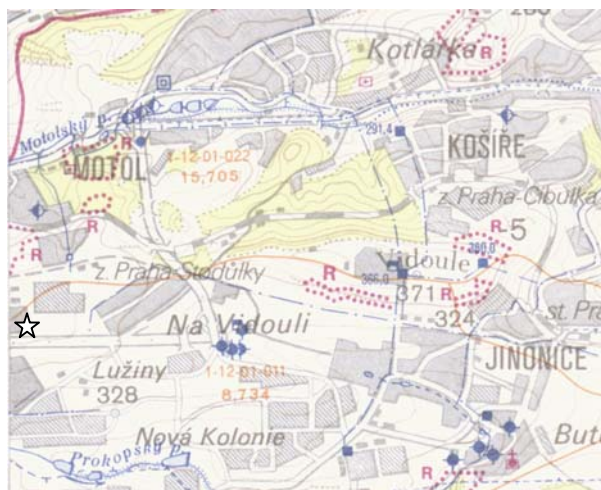 Kotlářka
R
Motolský p.
291,4
KOŠÍŘE
R
1-12-01-022
MOTOL
15,705
z. Praha-Cibulka
R
R
5
R
Vidoule
280,0
z. Praha-Stodůlky
R
366,0
371
R
324
Na Vidouli
st. Pra
JINONICE
Lužiny
1-12-01-011
328
8,734
Nová Kolonie
But
Prokopský p.
R
R